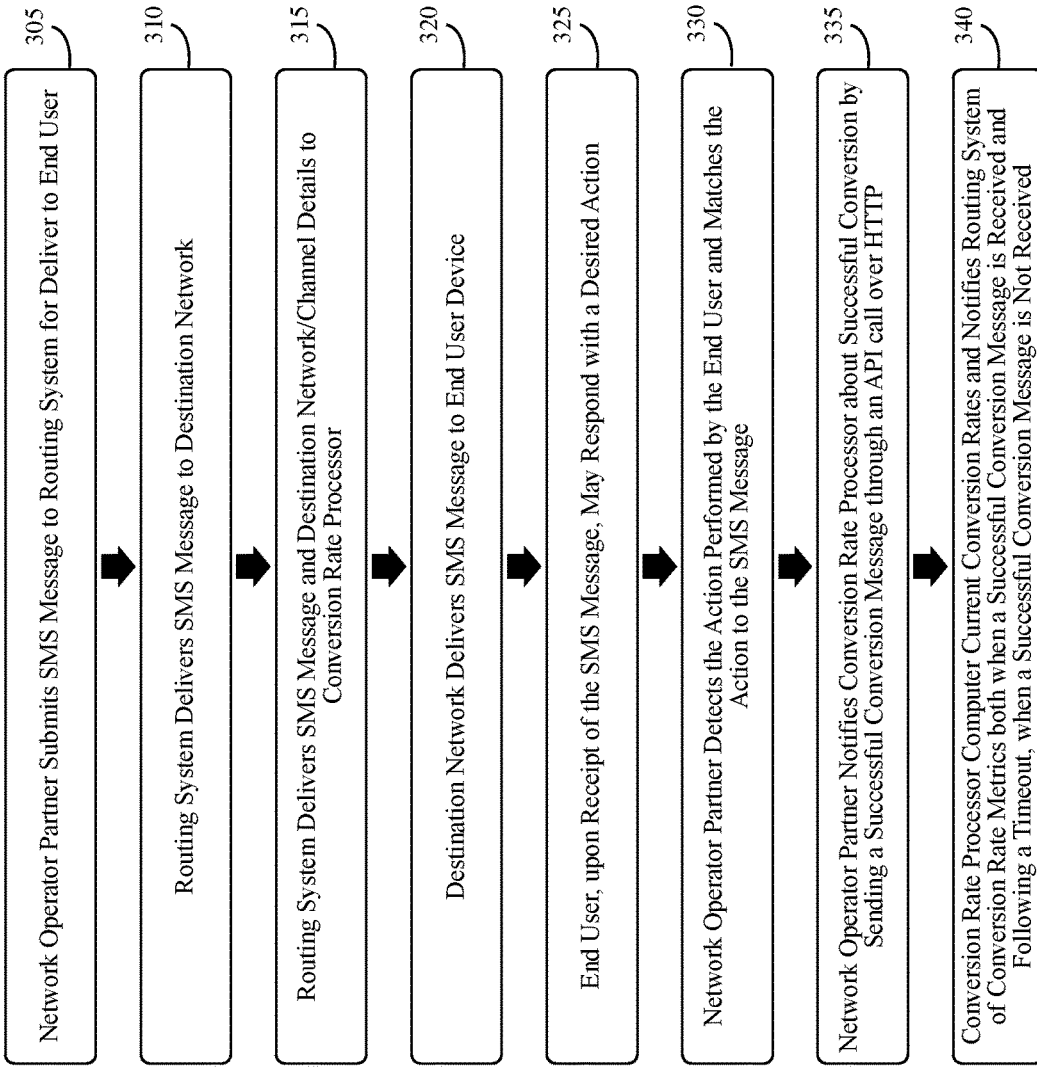 305
Network Operator Partner Submits SMS Message to Routing System for Deliver to End User
310
Routing System Delivers SMS Message to Destination Network
315
Routing System Delivers SMS Message and Destination Network/Channel Details to
Conversion Rate Processor
320
Destination Network Delivers SMS Message to End User Device
325
End User, upon Receipt of the SMS Message, May Respond with a Desired Action
330
Network Operator Partner Detects the Action Performed by the End User and Matches the
Action to the SMS Message
335
Network Operator Partner Notifies Conversion Rate Processor about Successful Conversion by
Sending a Successful Conversion Message through an API call over HTTP
340
Conversion Rate Processor Computer Current Conversion Rates and Notifies Routing System
of Conversion Rate Metrics both when a Successful Conversion Message is Received and
Following a Timeout, when a Successful Conversion Message is Not Received